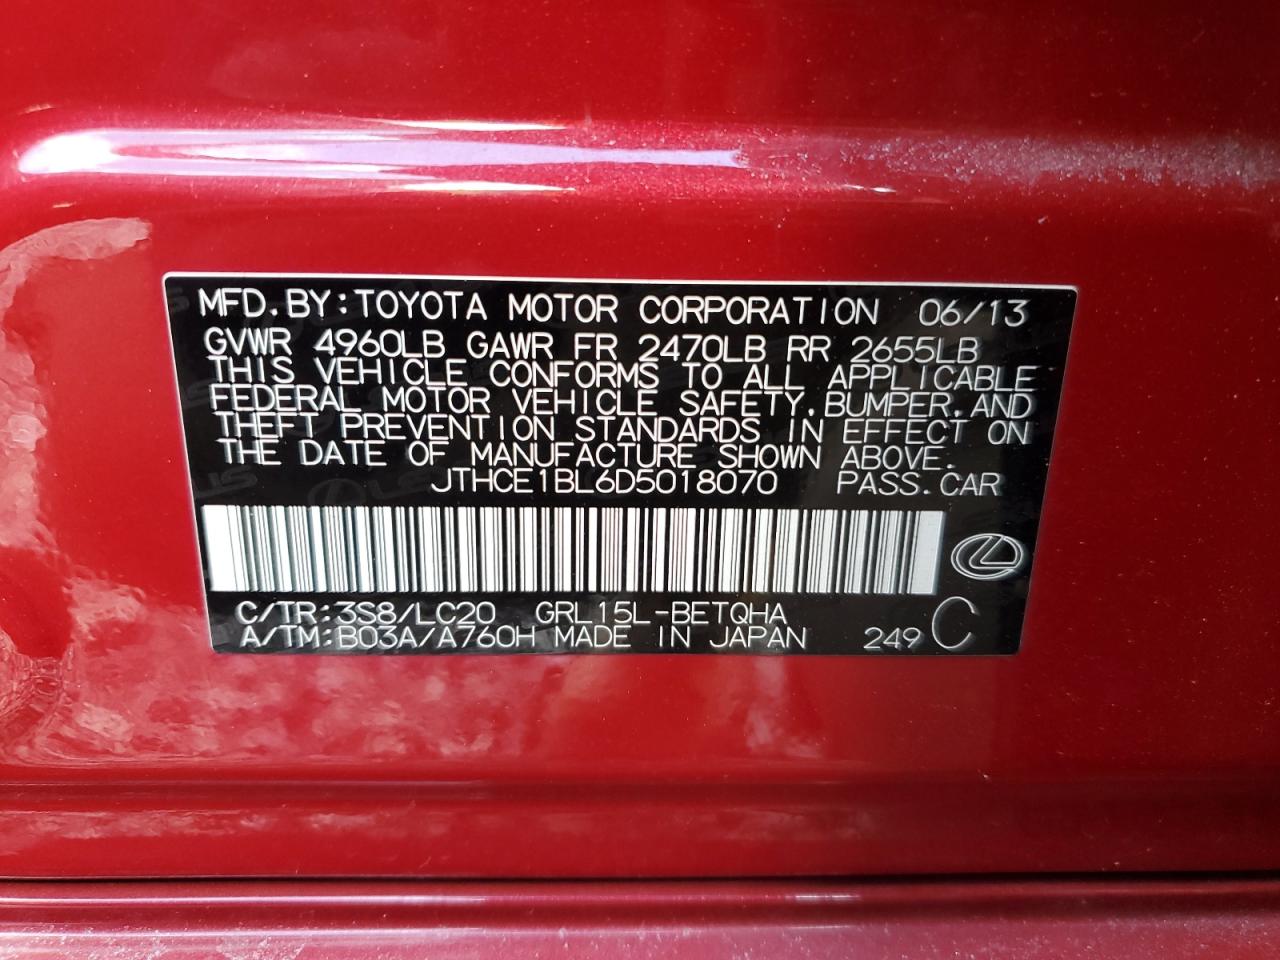 MFD.BY:TOYOTA MOTOR CORPORATION 06/13
GVWR 4960LB GAWR FR 2470LB RR 2655LB
THIS VEHICLE CONFORMS TO ALL APPLICABLE
FEDERAL MOTOR VEHICLE SAFETY,BUMPER,AND
THEFT PREVENTION STANDARDS IN EFFECT ON
THE DATE OF MANUFACTURE SHOWN ABOVE.
JTHCE1BL6D5018070 PASS.CAR
C/TR:3S8/LC20 GRL15L-BETQHA
A/TM:B03A/A760H MADE IN JAPAN 249 C